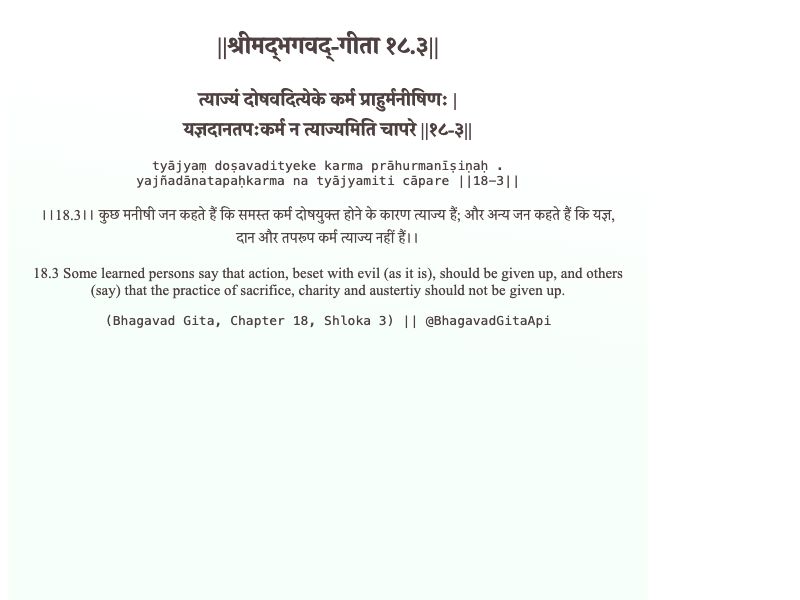 ||श्रीमद्‍भगवद्‍-गीता १८.३||
त्याज्यं दोषवदित्येके कर्म प्राहुर्मनीषिणः |
यज्ञदानतपःकर्म न त्याज्यमिति चापरे ||१८-३||
tyājyaṃ doṣavadityeke karma prāhurmanīṣiṇaḥ .
yajñadānatapaḥkarma na tyājyamiti cāpare ||18-3||
।।18.3।। कुछ मनीषी जन कहते हैं कि समस्त कर्म दोषयुक्त होने के कारण त्याज्य हैं; और अन्य जन कहते हैं कि यज्ञ,
दान और तपरूप कर्म त्याज्य नहीं हैं।।
18.3 Some learned persons say that action, beset with evil (as it is), should be given up, and others
(say) that the practice of sacrifice, charity and austertiy should not be given up.
(Bhagavad Gita, Chapter 18, Shloka 3) || @BhagavadGitaApi